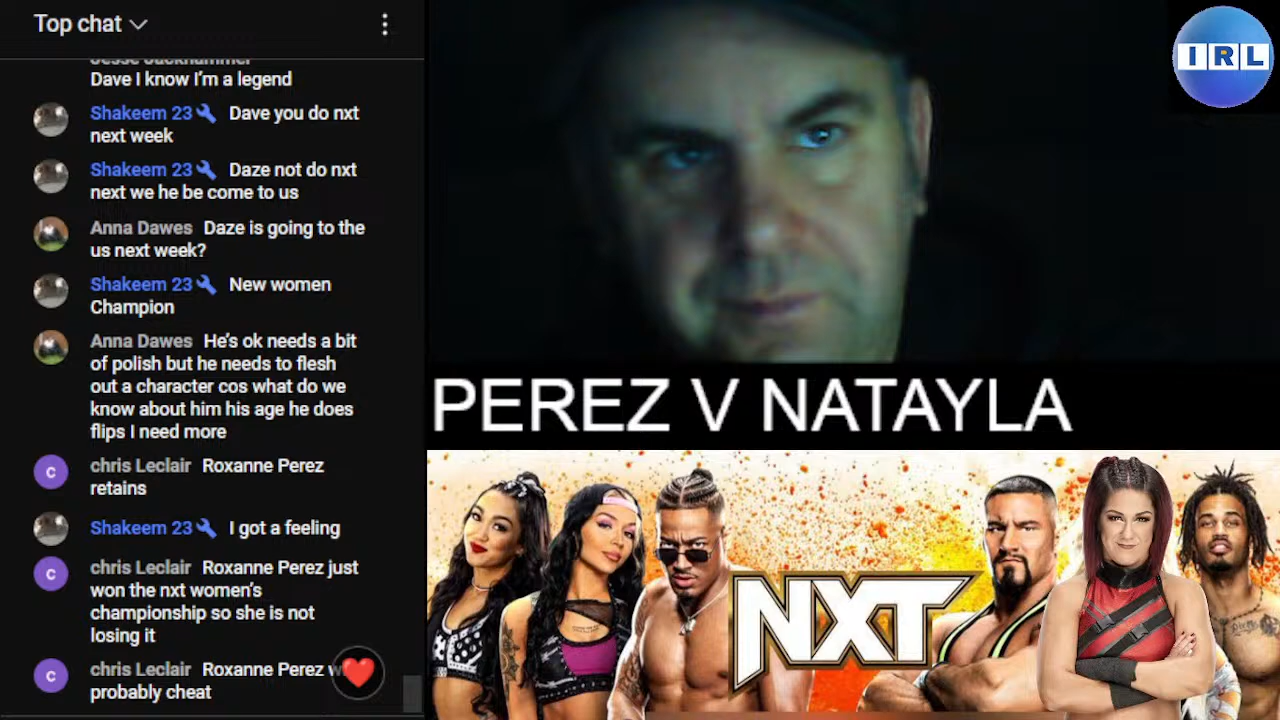 Top chat
Jesse Jackhammer
Dave I know I'm a legend
Shakeem 23 Dave you do nxt
next week
Shakeem 23 Daze not do nxt
next we he be come to us
Anna Dawes Daze is going to the
us next week?
Shakeem 23 New women
Champion
Anna Dawes He's ok needs a bit
of polish but he needs to flesh
out a character cos what do we
know about him his age he does
flips I need more
C
chris Leclair Roxanne Perez
retains
Shakeem 23 I got a feeling
C
chris Leclair Roxanne Perez just
won the nxt women's
championship so she is not
losing it
C
chris Leclair Roxanne Perez w
probably cheat
IRL
PEREZ V NATAYLA
NXT